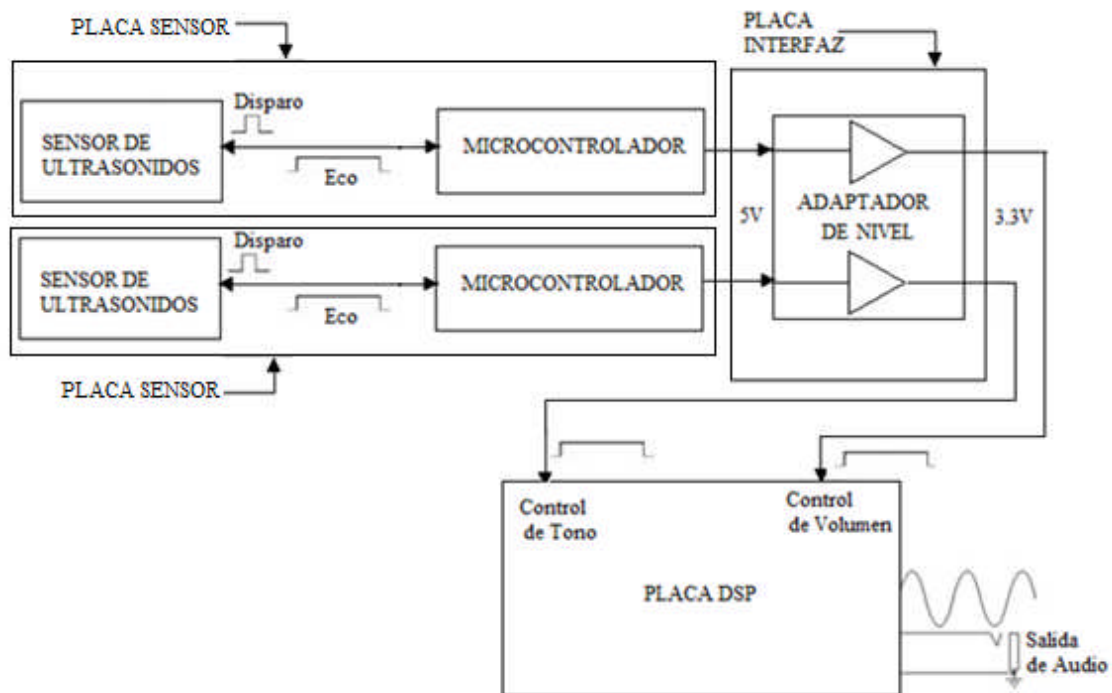 PLACA SENSOR
PLACA
INTERFAZ
Disparo
SENSOR DE
ULTRASONIDOS
Eco
MICROCONTROLADOR
5V
ADAPTADOR
DE NIVEL
3.3V
Disparo
SENSOR DE
ULTRASONIDOS
Eco
MICROCONTROLADOR
PLACA SENSOR
Control
de Tono
Control
de Volumen
PLACA DSP
Salida
de Audio